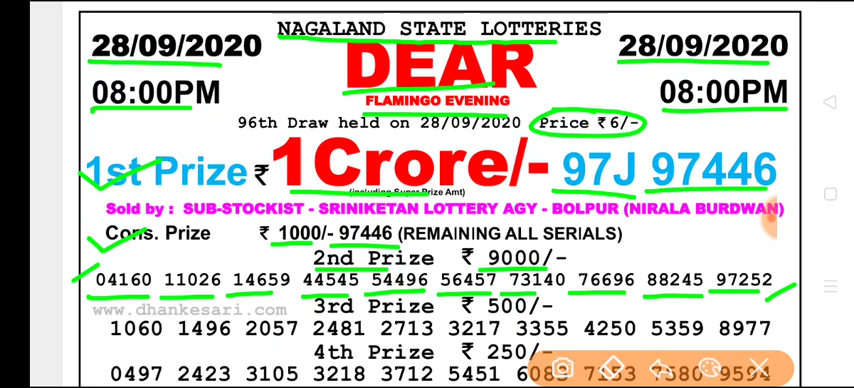 NAGALAND STATE LOTTERIES
28/09/2020 28/09/2020
DEAR
08:00PM 08:00PM
FLAMINGO EVENING
96th Draw held on 28/09/2020 Price ₹6/-
1st Prize ₹ 1Crore/- 97J 97446
(including Super Prize Amt)
Sold by : SUB-STOCKIST - SRINIKETAN LOTTERY AGY - BOLPUR (NIRALA BURDWAN)
Cons. Prize ₹ 1000/- 97446 (REMAINING ALL SERIALS)
2nd Prize ₹ 9000/-
04160 11026 14659 44545 54496 56457 73140 76696 88245 97252
www.dhankesari.com
3rd Prize ₹ 500/-
1060 1496 2057 2481 2713 3217 3355 4250 5359 8977
4th Prize ₹ 250/-
0497 2423 3105 3218 3712 5451 6083 7153 7580 9594